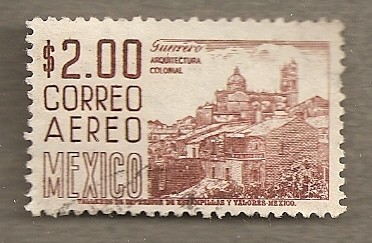 $2.00
CORREO
AEREO
MEXICO
Guerrero
ARQUITECTURA
COLONIAL
TALLERES DE IMPRESION DE ESTAMPILLAS Y VALORES-MEXICO.